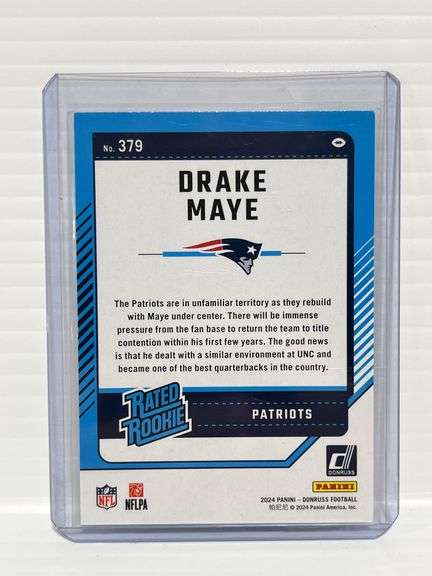 No. 379
DRAKE
MAYE
The Patriots are in unfamiliar territory as they rebuild
with Maye under center. There will be immense
pressure from the fan base to return the team to title
contention within his first few years. The good news
is that he dealt with a similar environment at UNC and
became one of the best quarterbacks in the country.
RATED
ROOKIE
PATRIOTS
NFL
NFLPA
DONRUSS
PANINI
2024 PANINI – DONRUSS FOOTBALL
帕尼尼 © 2024 Panini America, Inc.